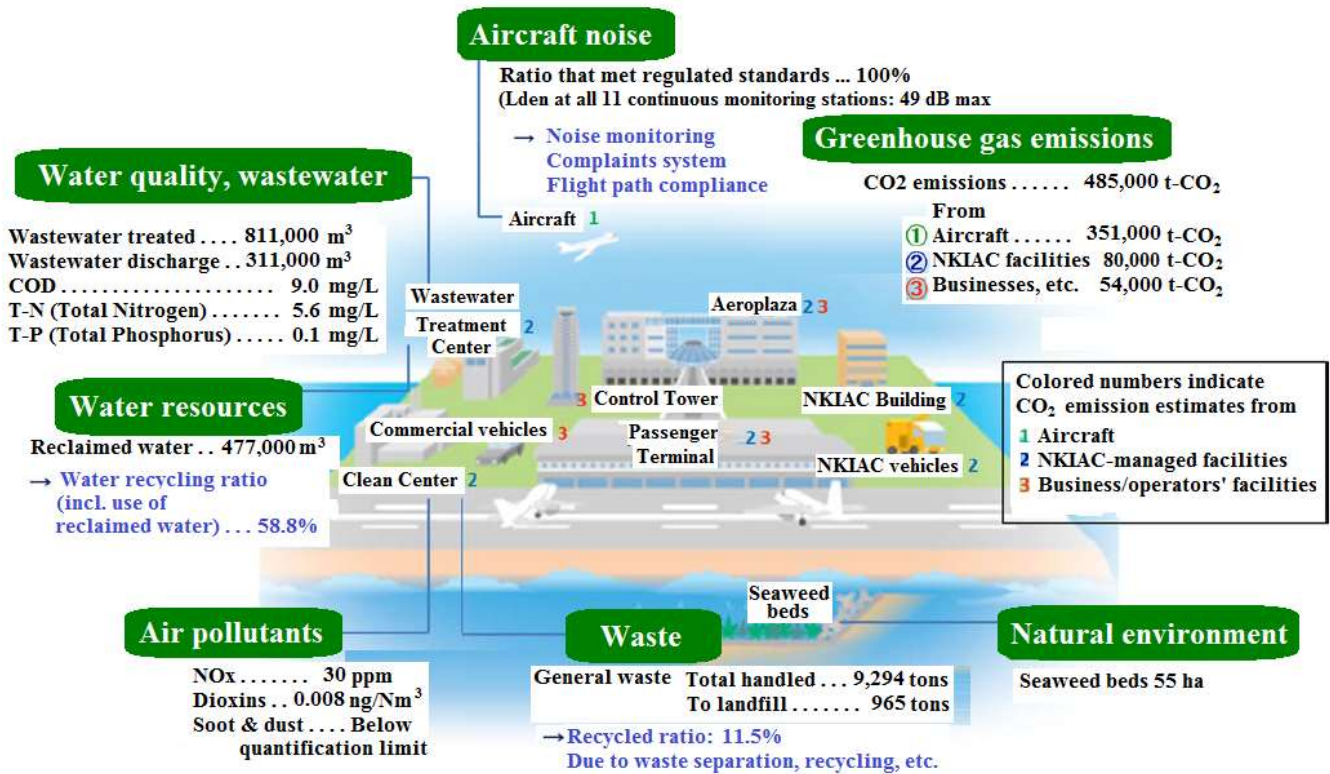 Aircraft noise
Ratio that met regulated standards ... 100%
(Lden at all 11 continuous monitoring stations: 49 dB max
→ Noise monitoring
Complaints system
Flight path compliance
Aircraft 1
Greenhouse gas emissions
CO2 emissions ...... 485,000 t-CO₂
From
① Aircraft ...... 351,000 t-CO₂
② NKIAC facilities 80,000 t-CO₂
③ Businesses, etc. 54,000 t-CO₂
Water quality, wastewater
Wastewater treated .... 811,000 m³
Wastewater discharge .. 311,000 m³
COD .................... 9.0 mg/L
T-N (Total Nitrogen) ....... 5.6 mg/L
T-P (Total Phosphorus) ..... 0.1 mg/L
Wastewater
Treatment 2
Center
Aeroplaza 2 3
3 Control Tower
NKIAC Building 2
Commercial vehicles 3
Passenger 2 3
Terminal
NKIAC vehicles 2
Clean Center 2
Water resources
Reclaimed water .. 477,000 m³
→ Water recycling ratio
(incl. use of
reclaimed water) ... 58.8%
Colored numbers indicate
CO₂ emission estimates from
1 Aircraft
2 NKIAC-managed facilities
3 Business/operators' facilities
Air pollutants
NOx ....... 30 ppm
Dioxins .. 0.008 ng/Nm³
Soot & dust .... Below
quantification limit
Waste
General waste Total handled ... 9,294 tons
To landfill ....... 965 tons
→ Recycled ratio: 11.5%
Due to waste separation, recycling, etc.
Seaweed
beds
Natural environment
Seaweed beds 55 ha